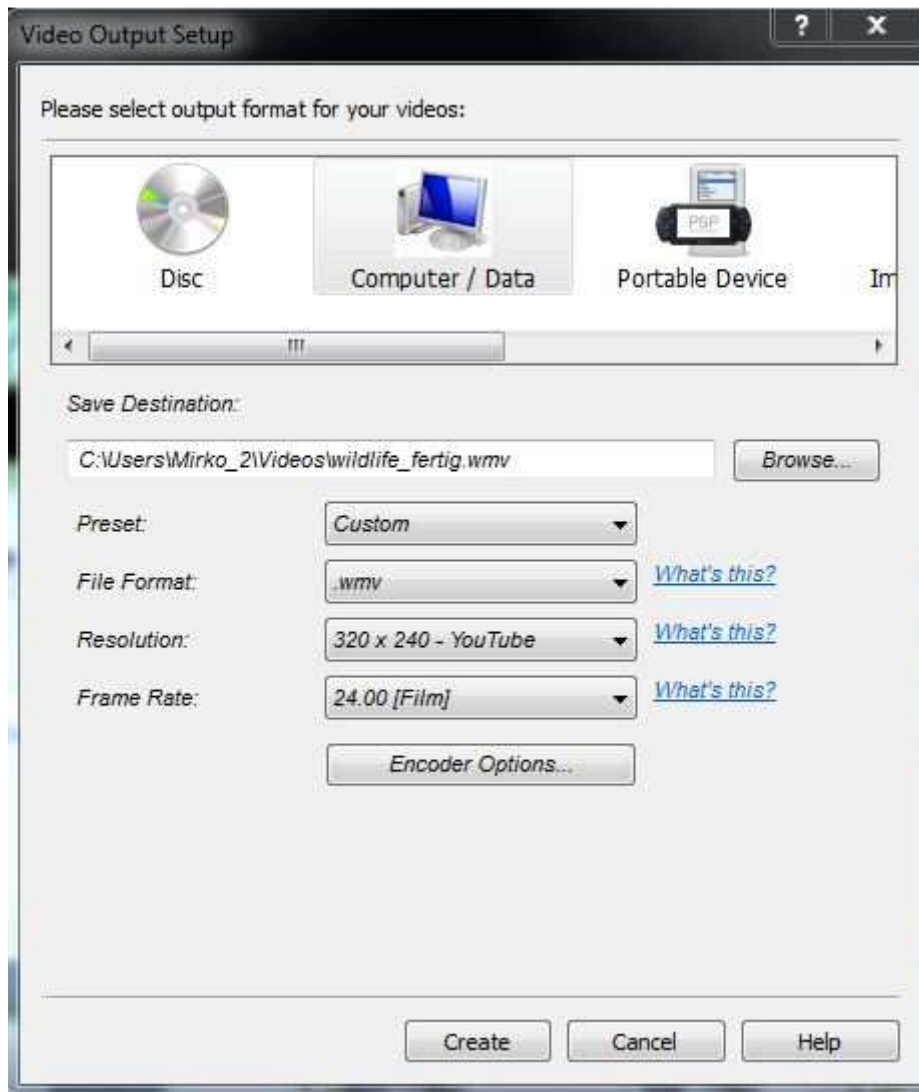 Video Output Setup
?
X
Please select output format for your videos:
PSP
Disc
Computer / Data
Portable Device
Im
Save Destination:
C:\Users\Mirko_2\Videos\wildlife_fertig.wmv
Browse...
Preset:
Custom
File Format:
.wmv
What's this?
Resolution:
320 x 240 - YouTube
What's this?
Frame Rate:
24.00 [Film]
What's this?
Encoder Options...
Create
Cancel
Help